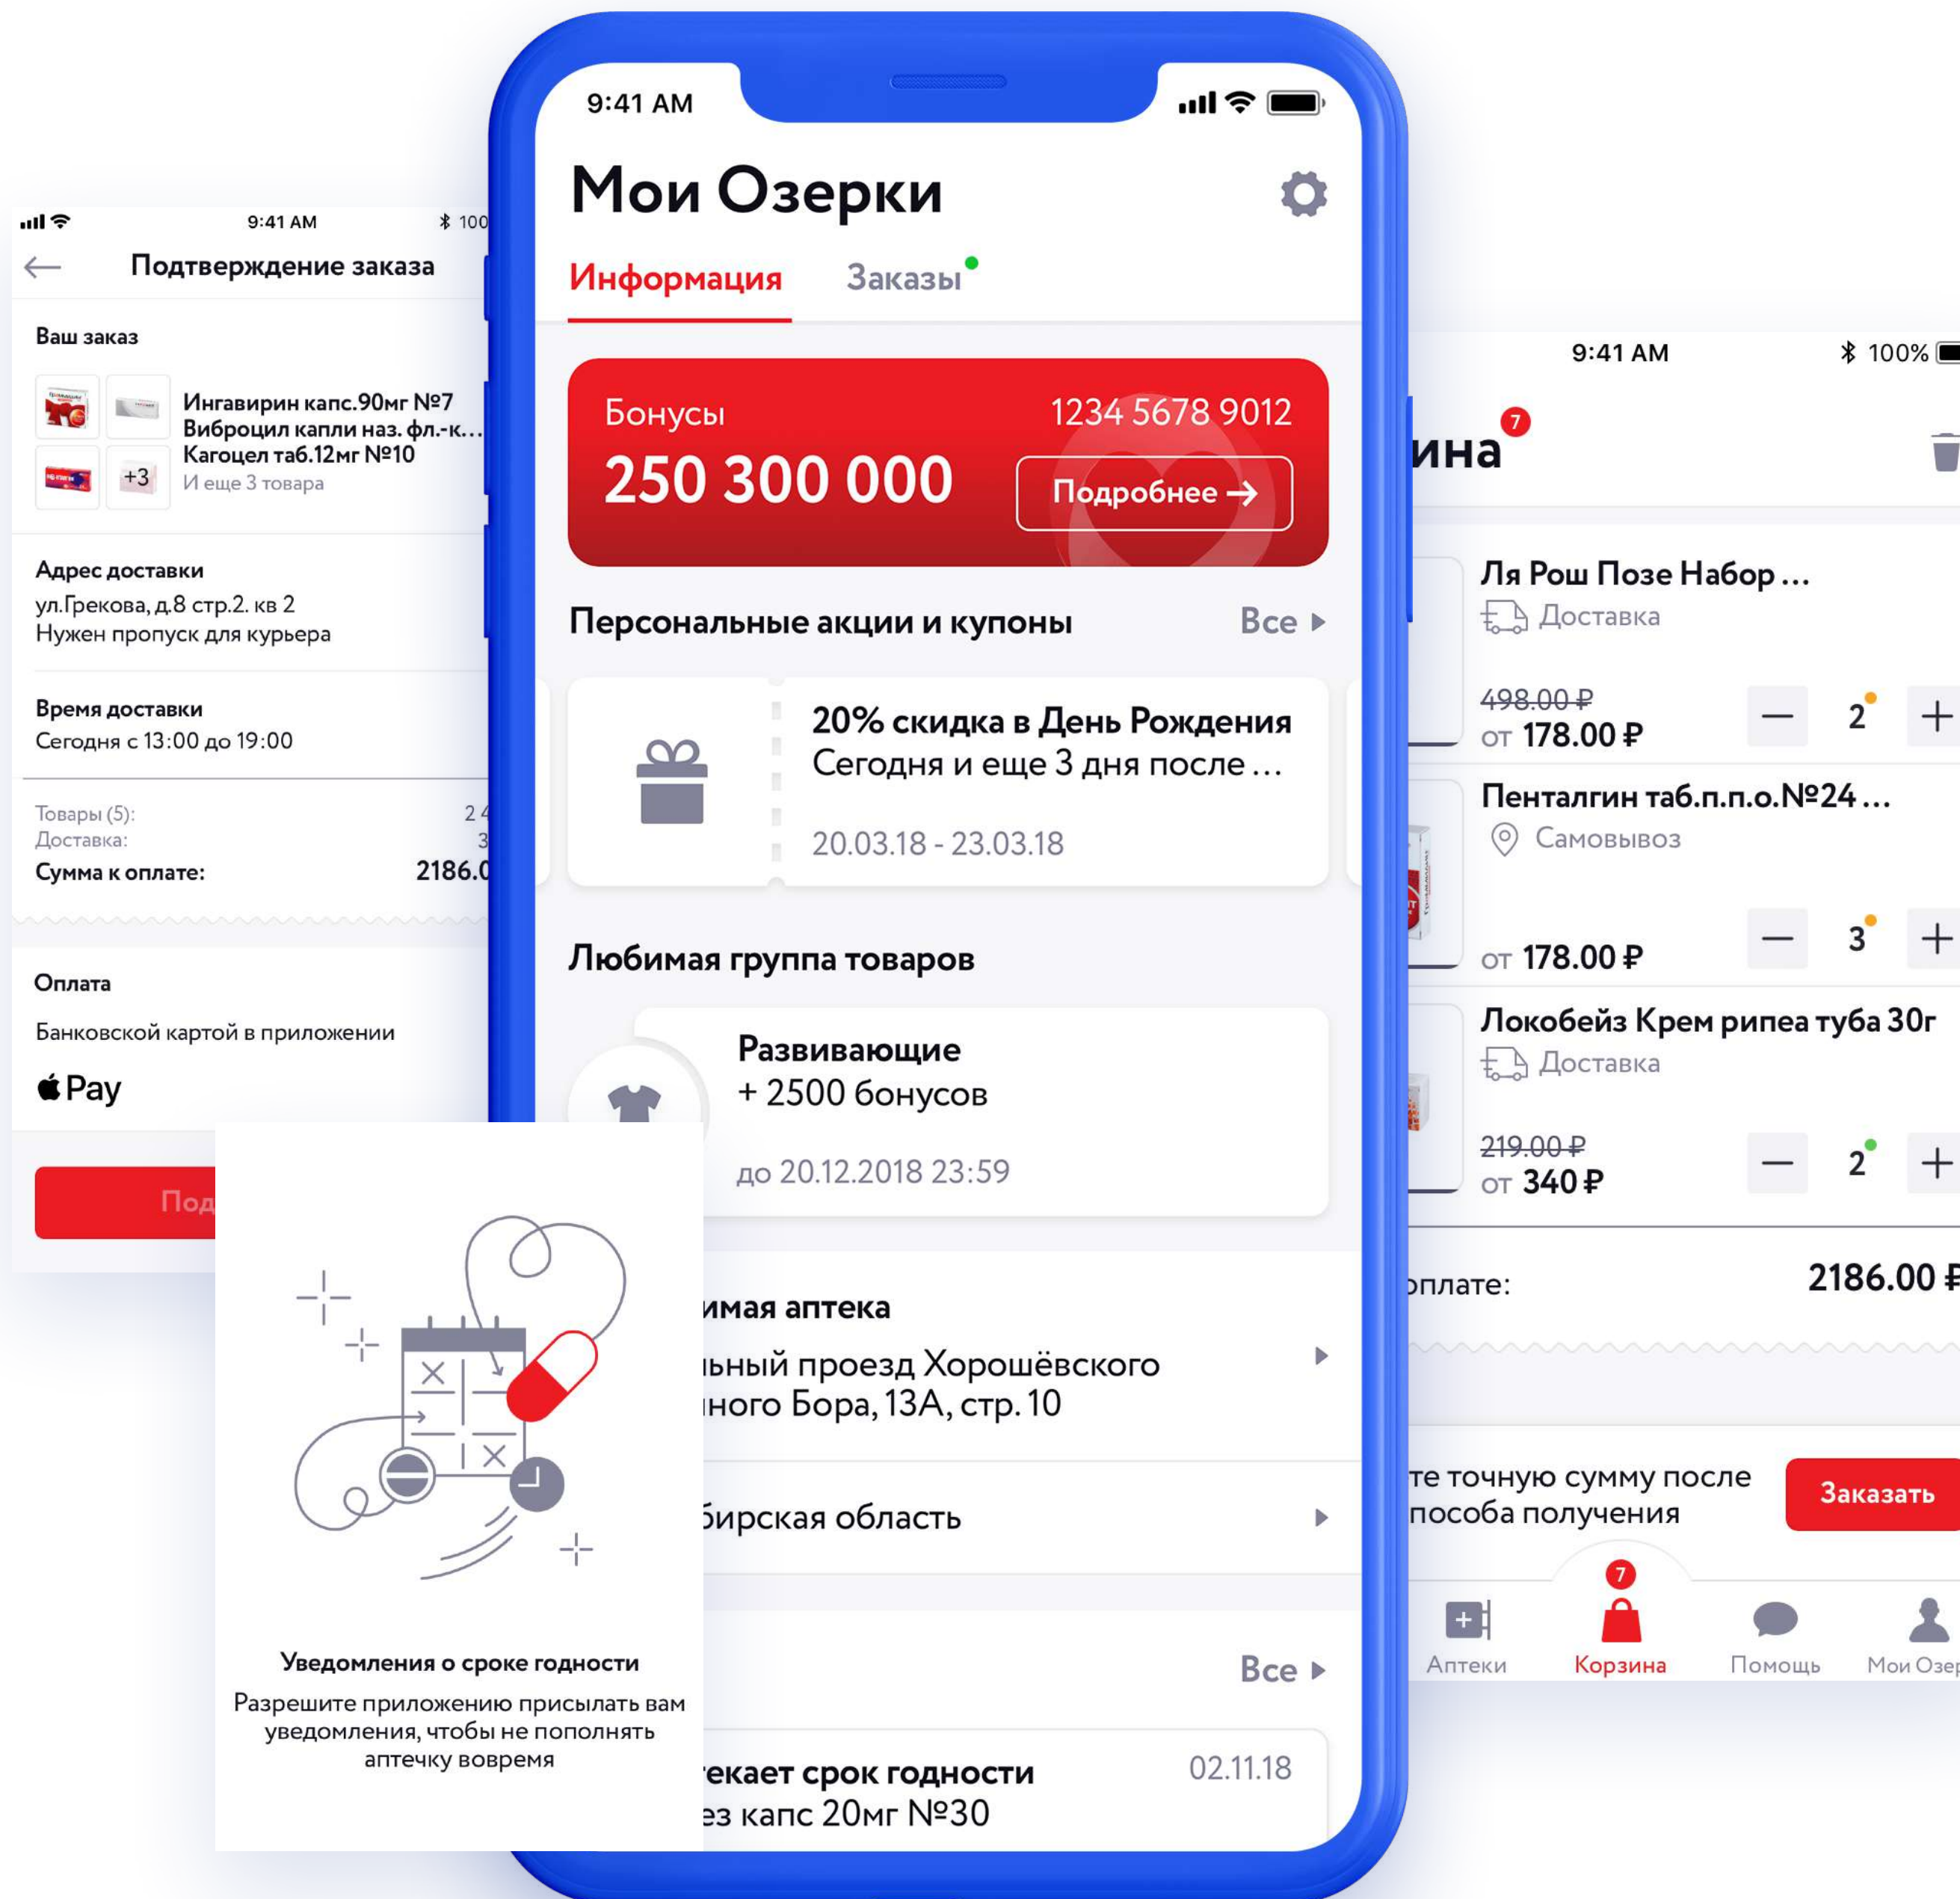 9:41 AM
100
Подтверждение заказа
Ваш заказ
+3
Ингавирин капс.90мг №7
Виброцил капли наз. фл.-к...
Кагоцел таб.12мг №10
И еще 3 товара
Адрес доставки
ул.Грекова, д.8 стр.2. кв 2
Нужен пропуск для курьера
Время доставки
Сегодня с 13:00 до 19:00
Товары (5): 2 4
Доставка: 3
Сумма к оплате: 2186.0
Оплата
Банковской картой в приложении
Pay
Под
Уведомления о сроке годности
Разрешите приложению присылать вам
уведомления, чтобы не пополнять
аптечку вовремя
9:41 AM
Мои Озерки
Информация Заказы
Бонусы 1234 5678 9012
250 300 000 Подробнее →
Персональные акции и купоны Все
20% скидка в День Рождения
Сегодня и еще 3 дня после ...
20.03.18 - 23.03.18
Любимая группа товаров
Развивающие
+ 2500 бонусов
до 20.12.2018 23:59
имая аптека
ьный проезд Хорошёвского
ного Бора, 13А, стр. 10
бирская область
Все
екает срок годности 02.11.18
ез капс 20мг №30
9:41 AM 100%
ина 7
Ля Рош Позе Набор ...
Доставка
498.00 ₽
от 178.00 ₽ — 2 +
Пенталгин таб.п.п.о.№24 ...
Самовывоз
от 178.00 ₽ — 3 +
Локобейз Крем рипеа туба 30г
Доставка
219.00 ₽
от 340 ₽ — 2 +
оплате: 2186.00 ₽
те точную сумму после
пособа получения
Заказать
7
Аптеки Корзина Помощь Мои Озер